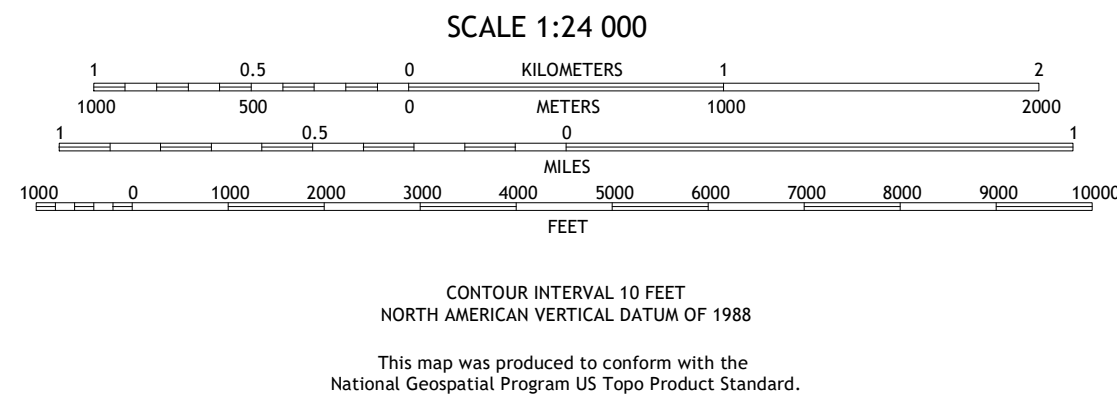 SCALE 1:24 000
1 0.5 0 KILOMETERS 1 2
1000 500 0 METERS 1000 2000
1 0.5 0 1
MILES
1000 0 1000 2000 3000 4000 5000 6000 7000 8000 9000 10000
FEET
CONTOUR INTERVAL 10 FEET
NORTH AMERICAN VERTICAL DATUM OF 1988
This map was produced to conform with the
National Geospatial Program US Topo Product Standard.